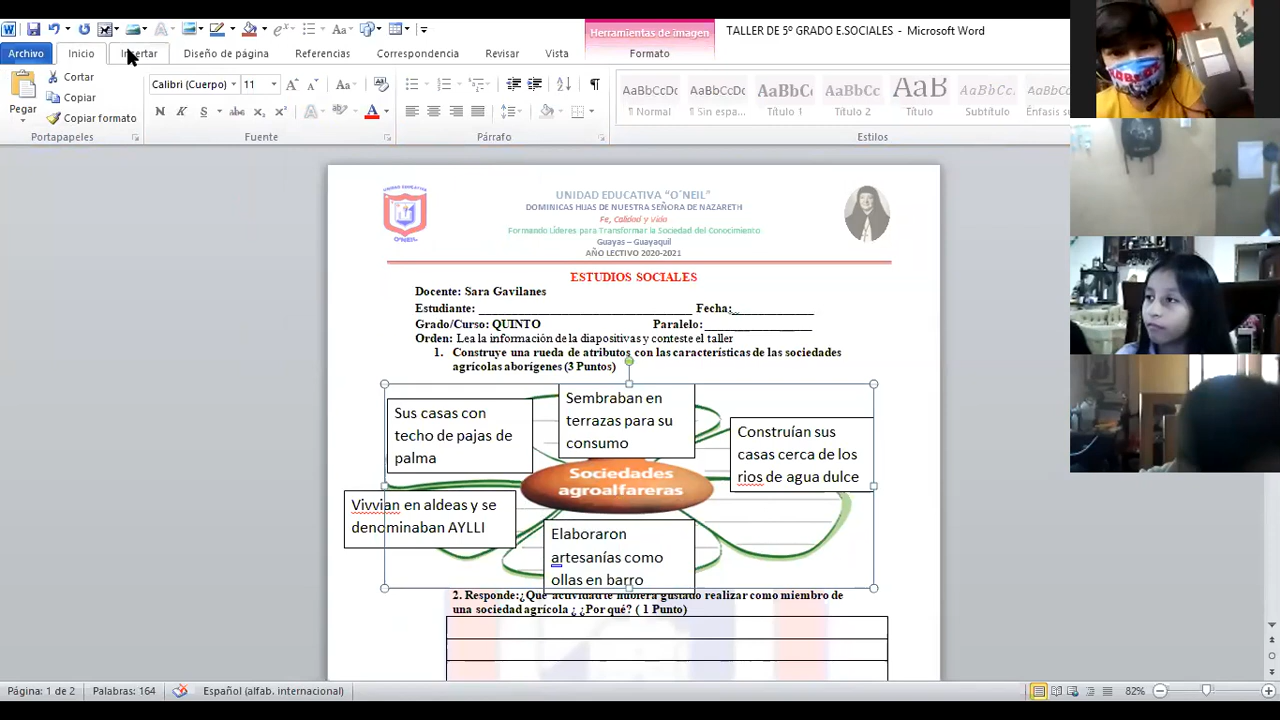 Herramientas de imagen
TALLER DE 5º GRADO E.SOCIALES - Microsoft Word
Archivo Inicio Insertar Diseño de página Referencias Correspondencia Revisar Vista Formato
Pegar
Cortar
Copiar
Copiar formato
Portapapeles
Calibri (Cuerpo) 11
Fuente
Párrafo
AaBbCcDc AaBbCcDc AaBbCc AaBbCc AaB AaBbCc. AaBbCc
¶ Normal ¶ Sin espa... Título 1 Título 2 Título Subtítulo Énfasis su
Estilos
UNIDAD EDUCATIVA “O´NEIL”
DOMINICAS HIJAS DE NUESTRA SEÑORA DE NAZARETH
Fe, Calidad y Vida
Formando Líderes para Transformar la Sociedad del Conocimiento
Guayas – Guayaquil
AÑO LECTIVO 2020-2021
O'NEIL
ESTUDIOS SOCIALES
Docente: Sara Gavilanes
Estudiante: ________ Fecha:________
Grado/Curso: QUINTO Paralelo: ________
Orden: Lea la información de la diapositivas y conteste el taller
1. Construye una rueda de atributos con las características de las sociedades
agrícolas aborígenes (3 Puntos)
Sus casas con
techo de pajas de
palma
Sembraban en
terrazas para su
consumo
Construían sus
casas cerca de los
rios de agua dulce
Sociedades
agroalfareras
Vivvian en aldeas y se
denominaban AYLLI
Elaboraron
artesanías como
ollas en barro
2. Responde:¿Que actividad te hubiera gustado realizar como miembro de
una sociedad agrícola ¿ ¿Por qué? ( 1 Punto)
Página: 1 de 2 Palabras: 164 Español (alfab. internacional) 82%